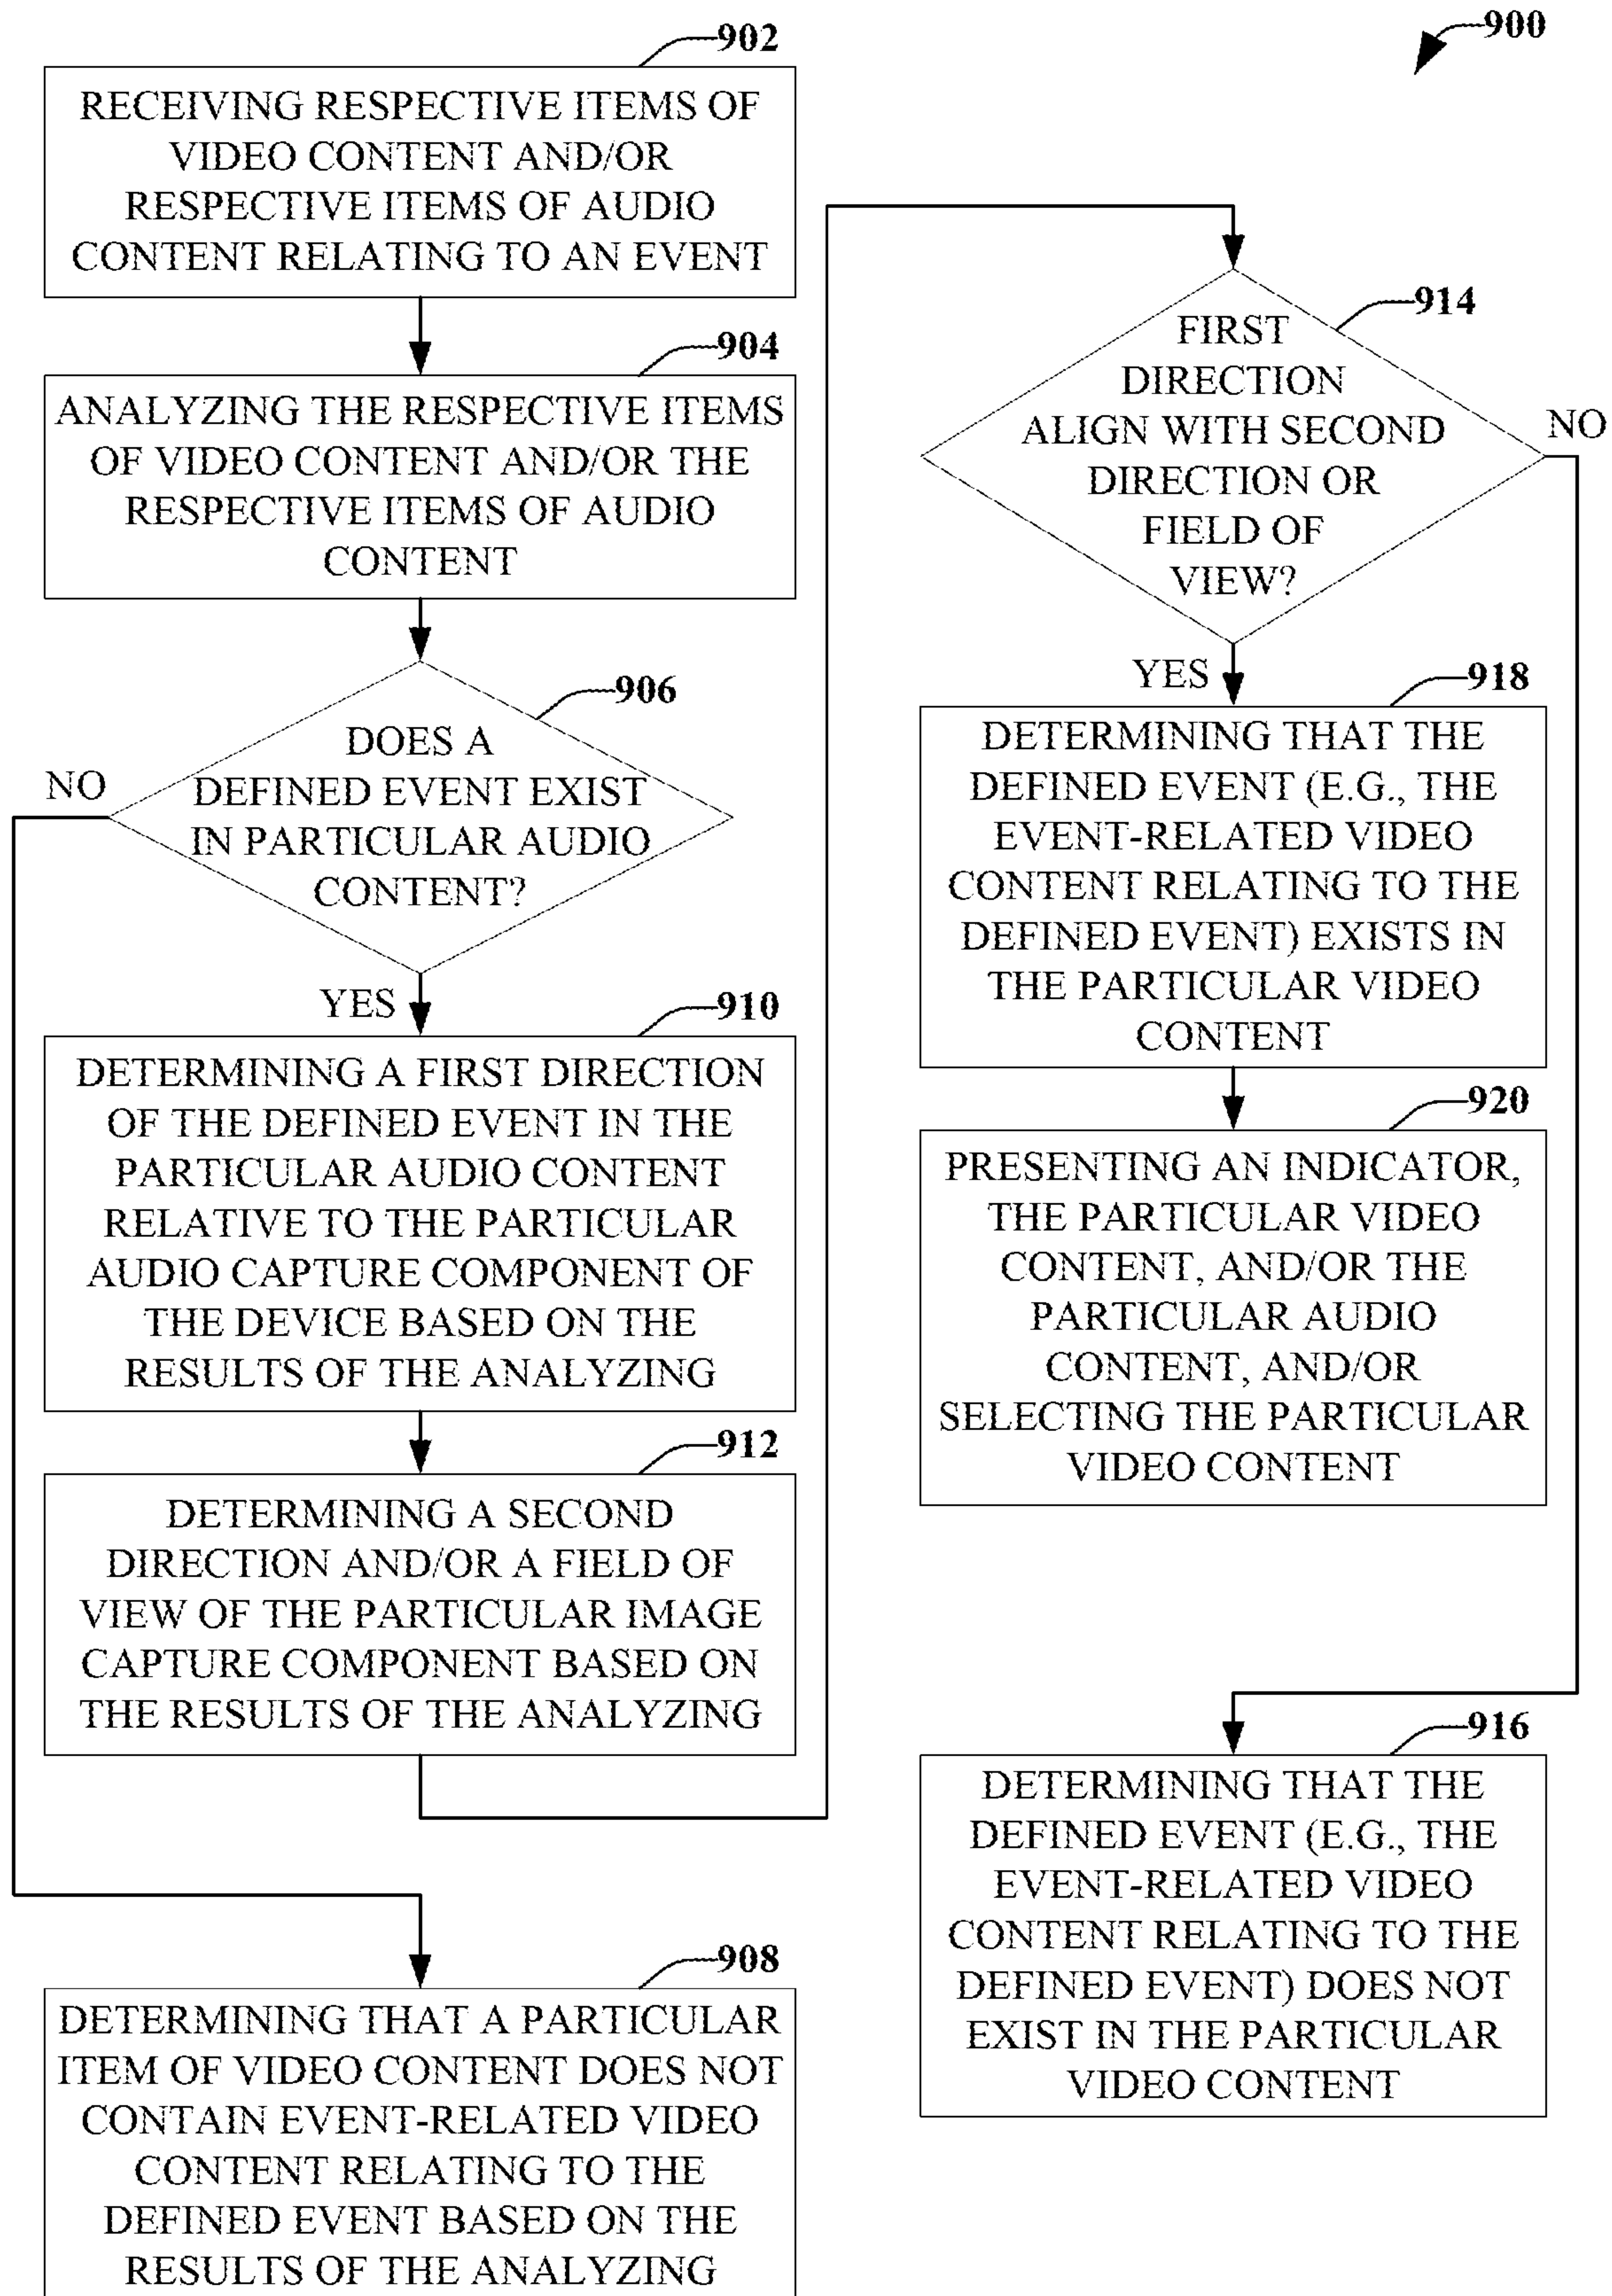 900
902
RECEIVING RESPECTIVE ITEMS OF
VIDEO CONTENT AND/OR
RESPECTIVE ITEMS OF AUDIO
CONTENT RELATING TO AN EVENT
904
ANALYZING THE RESPECTIVE ITEMS
OF VIDEO CONTENT AND/OR THE
RESPECTIVE ITEMS OF AUDIO
CONTENT
906
DOES A
DEFINED EVENT EXIST
IN PARTICULAR AUDIO
CONTENT?
NO
YES
910
DETERMINING A FIRST DIRECTION
OF THE DEFINED EVENT IN THE
PARTICULAR AUDIO CONTENT
RELATIVE TO THE PARTICULAR
AUDIO CAPTURE COMPONENT OF
THE DEVICE BASED ON THE
RESULTS OF THE ANALYZING
912
DETERMINING A SECOND
DIRECTION AND/OR A FIELD OF
VIEW OF THE PARTICULAR IMAGE
CAPTURE COMPONENT BASED ON
THE RESULTS OF THE ANALYZING
908
DETERMINING THAT A PARTICULAR
ITEM OF VIDEO CONTENT DOES NOT
CONTAIN EVENT-RELATED VIDEO
CONTENT RELATING TO THE
DEFINED EVENT BASED ON THE
RESULTS OF THE ANALYZING
914
FIRST
DIRECTION
ALIGN WITH SECOND
DIRECTION OR
FIELD OF
VIEW?
NO
YES
918
DETERMINING THAT THE
DEFINED EVENT (E.G., THE
EVENT-RELATED VIDEO
CONTENT RELATING TO THE
DEFINED EVENT) EXISTS IN
THE PARTICULAR VIDEO
CONTENT
920
PRESENTING AN INDICATOR,
THE PARTICULAR VIDEO
CONTENT, AND/OR THE
PARTICULAR AUDIO
CONTENT, AND/OR
SELECTING THE PARTICULAR
VIDEO CONTENT
916
DETERMINING THAT THE
DEFINED EVENT (E.G., THE
EVENT-RELATED VIDEO
CONTENT RELATING TO THE
DEFINED EVENT) DOES NOT
EXIST IN THE PARTICULAR
VIDEO CONTENT